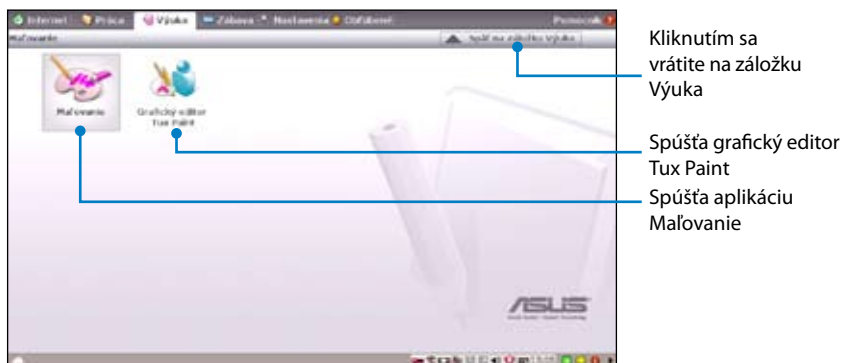 Internet Práca Výuka Zábava Nastavenia Obľúbené Pomocník
Maľovanie Späť na záložku Výuka
Maľovanie
Grafický editor
Tux Paint
ASUS
Kliknutím sa
vrátite na záložku
Výuka
Spúšťa grafický editor
Tux Paint
Spúšťa aplikáciu
Maľovanie